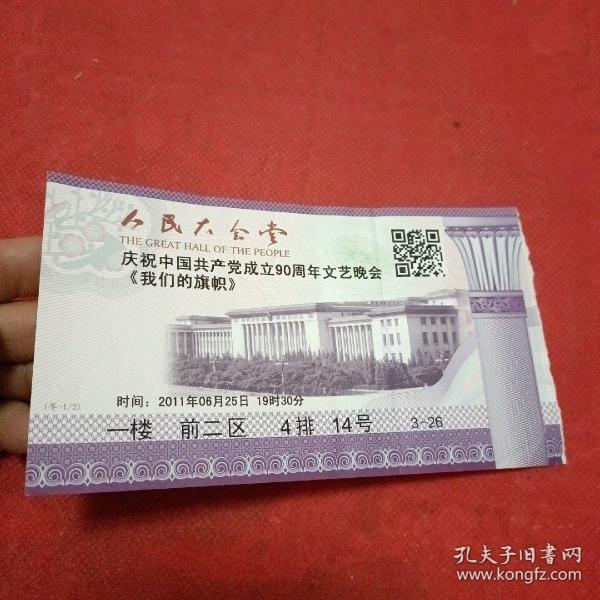 人民大会堂
THE GREAT HALL OF THE PEOPLE
庆祝中国共产党成立90周年文艺晚会
《我们的旗帜》
(冬-1/2)
时间：2011年06月25日 19时30分
一楼 前二区 4排 14号 3-26
孔夫子旧书网
www.kongfz.com